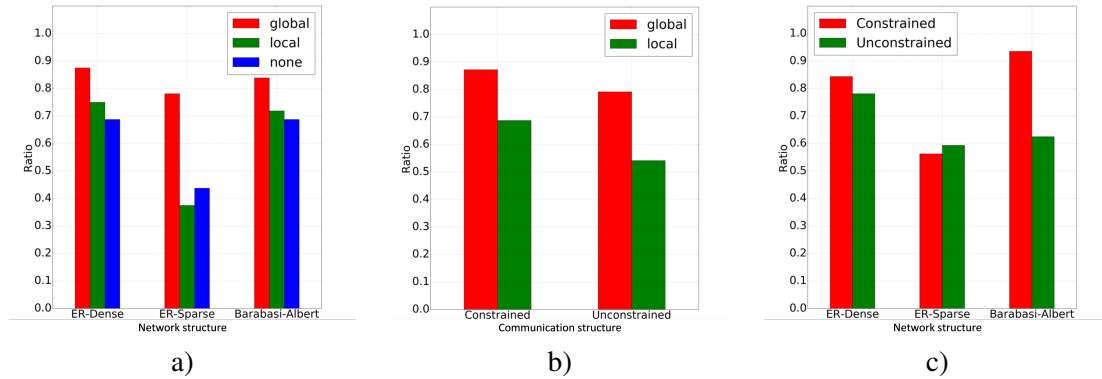 global
local
none
1.0
0.9
0.8
0.7
0.6
0.5
0.4
0.3
0.2
0.1
0.0
Ratio
ER-Dense ER-Sparse Barabasi-Albert
Network structure
a)
global
local
1.0
0.9
0.8
0.7
0.6
0.5
0.4
0.3
0.2
0.1
0.0
Ratio
Constrained Unconstrained
Communication structure
b)
Constrained
Unconstrained
1.0
0.9
0.8
0.7
0.6
0.5
0.4
0.3
0.2
0.1
0.0
Ratio
ER-Dense ER-Sparse Barabasi-Albert
Network structure
c)